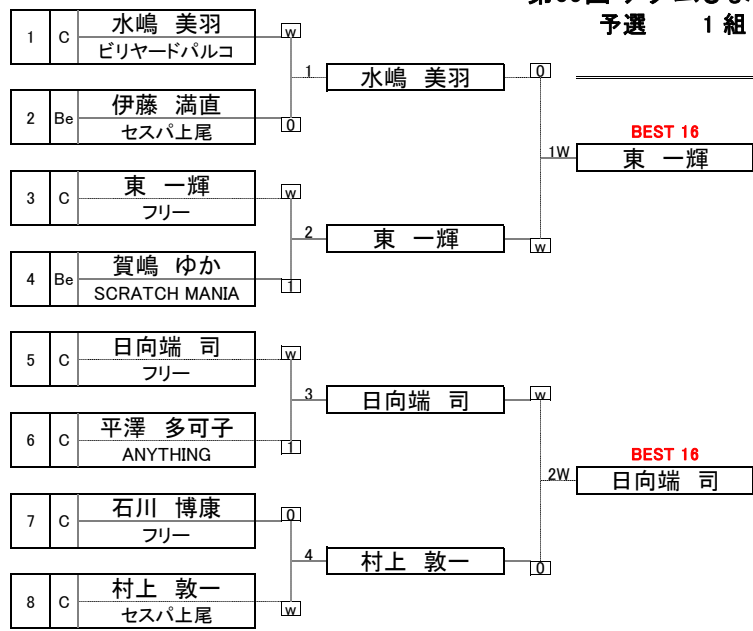 予選　1 組
1 C 水嶋 美羽 W
ビリヤードパルコ
1 水嶋 美羽 0
2 Be 伊藤 満直 0
セスパ上尾
BEST 16
1W 東 一輝
3 C 東 一輝 W
フリー
2 東 一輝 W
4 Be 賀嶋 ゆか 1
SCRATCH MANIA
5 C 日向端 司 W
フリー
3 日向端 司 W
6 C 平澤 多可子 1
ANYTHING
BEST 16
2W 日向端 司
7 C 石川 博康 0
フリー
4 村上 敦一 0
8 C 村上 敦一 W
セスパ上尾